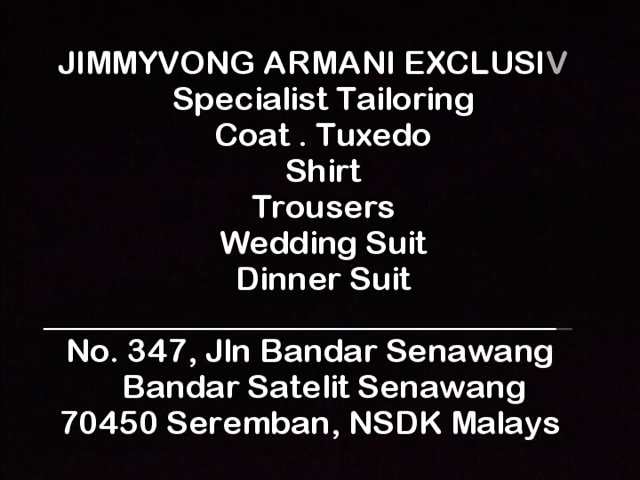 JIMMYVONG ARMANI EXCLUSIV
Specialist Tailoring
Coat . Tuxedo
Shirt
Trousers
Wedding Suit
Dinner Suit
No. 347, Jln Bandar Senawang
Bandar Satelit Senawang
70450 Seremban, NSDK Malays